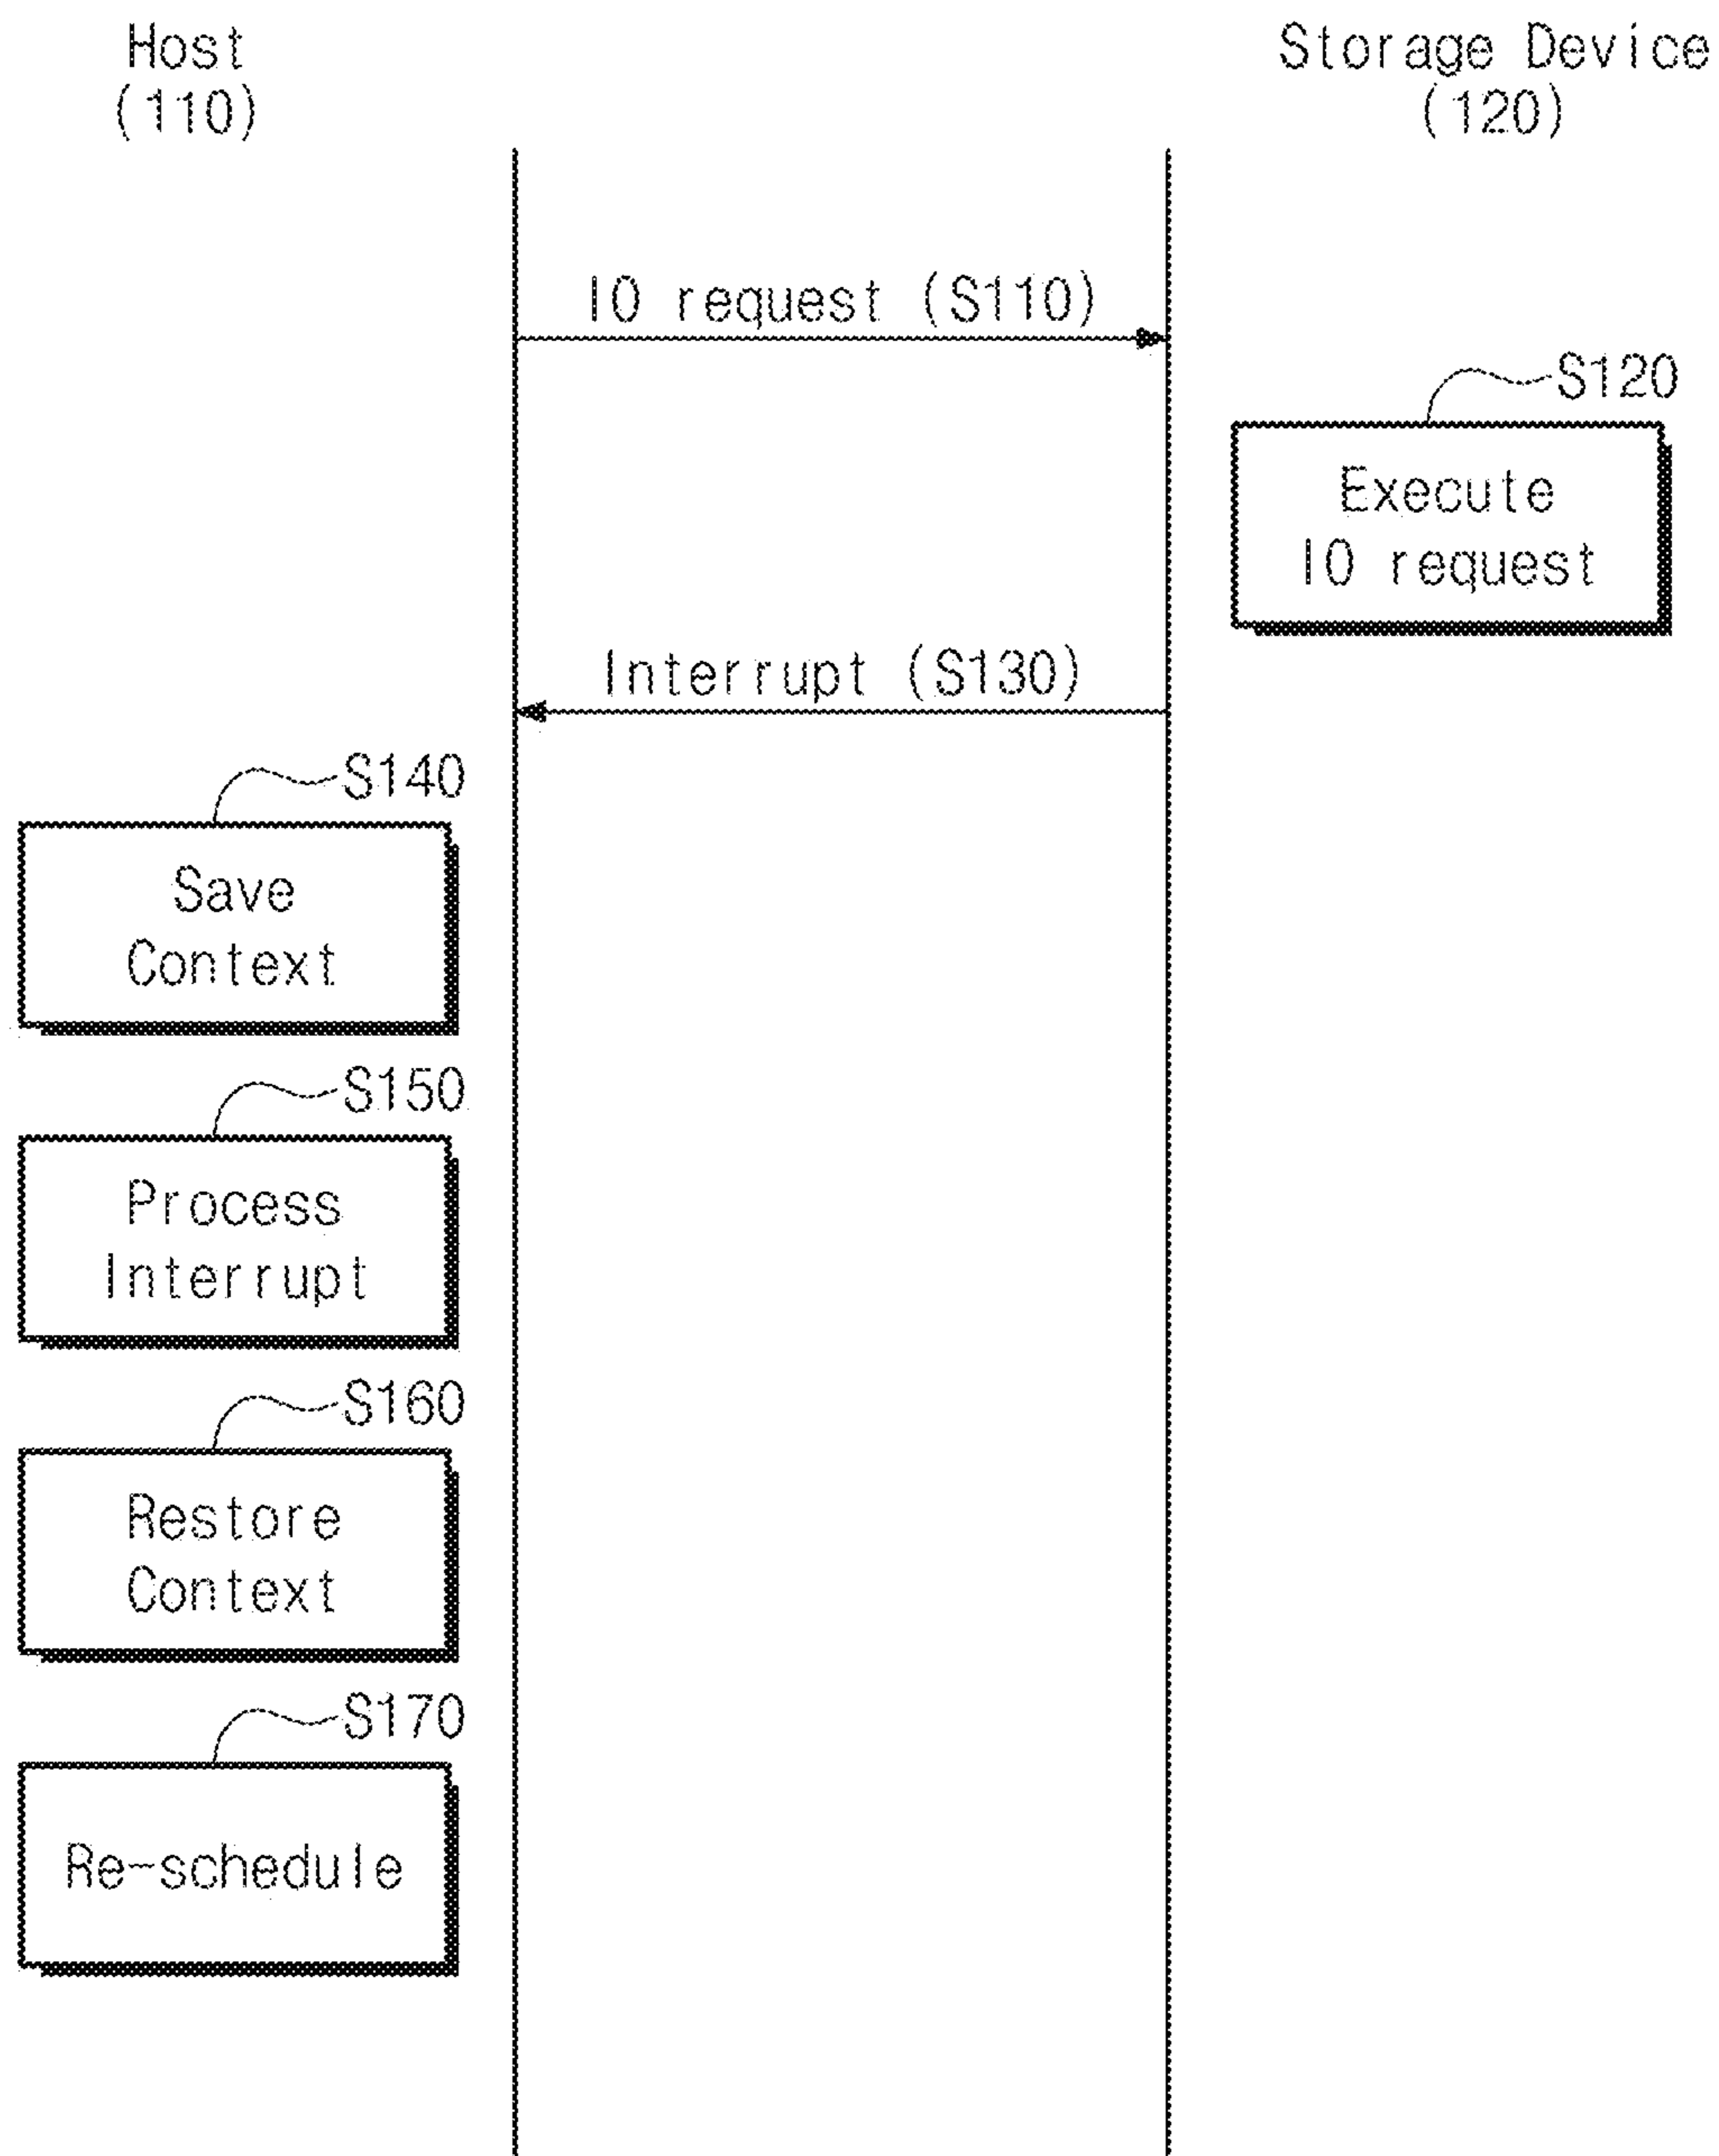 Host
(110)
Storage Device
(120)
IO request (S110)
S120
Execute
IO request
Interrupt (S130)
S140
Save
Context
S150
Process
Interrupt
S160
Restore
Context
S170
Re-schedule